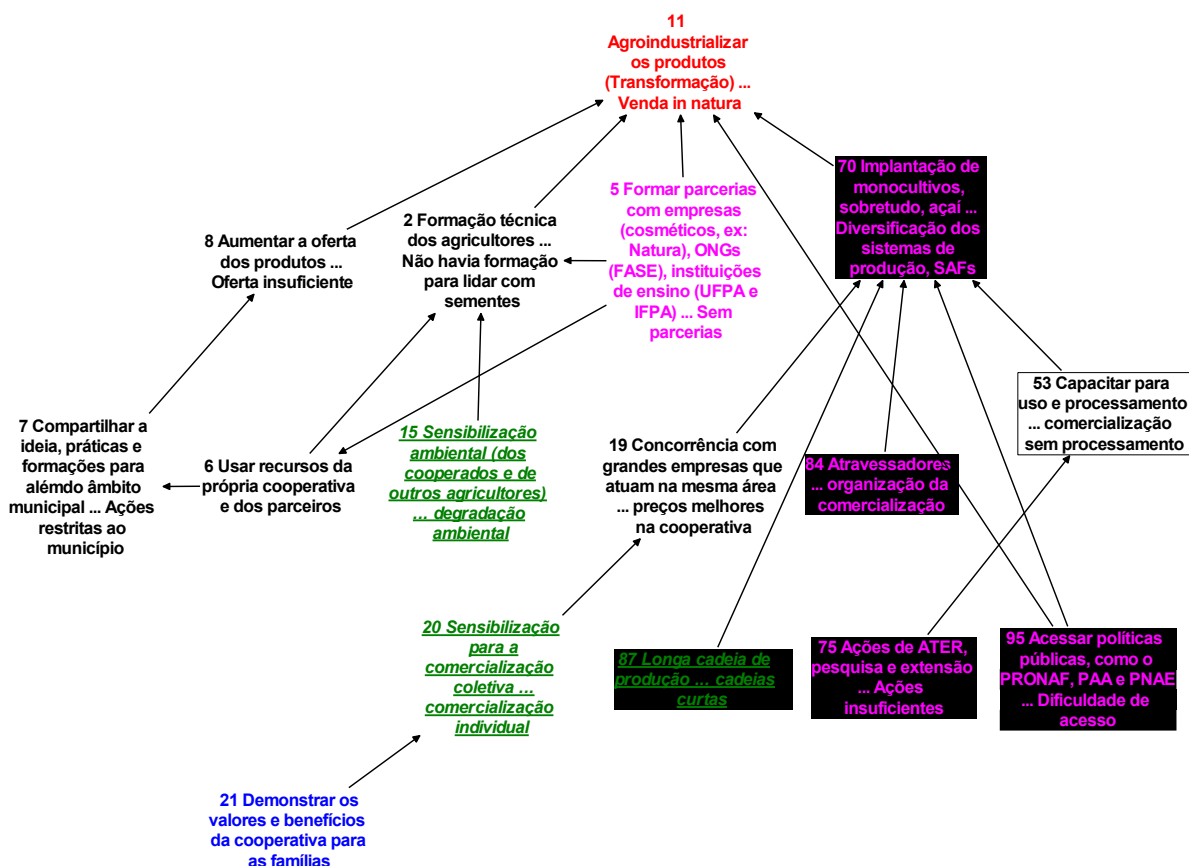 11
Agroindustrializar
os produtos
(Transformação) ...
Venda in natura
70 Implantação de
monocultivos,
sobretudo, açaí ...
Diversificação dos
sistemas de
produção, SAFs
5 Formar parcerias
com empresas
(cosméticos, ex:
Natura), ONGs
(FASE), instituições
de ensino (UFPA e
IFPA) ... Sem
parcerias
2 Formação técnica
dos agricultores ...
Não havia formação
para lidar com
sementes
8 Aumentar a oferta
dos produtos ...
Oferta insuficiente
53 Capacitar para
uso e processamento
... comercialização
sem processamento
7 Compartilhar a
ideia, práticas e
formações para
alémdo âmbito
municipal ... Ações
restritas ao
município
6 Usar recursos da
própria cooperativa
e dos parceiros
15 Sensibilização
ambiental (dos
cooperados e de
outros agricultores)
... degradação
ambiental
19 Concorrência com
grandes empresas que
atuam na mesma área
... preços melhores
na cooperativa
84 Atravessadores
... organização da
comercialização
20 Sensibilização
para a
comercialização
coletiva ...
comercialização
individual
87 Longa cadeia de
produção ... cadeias
curtas
75 Ações de ATER,
pesquisa e extensão
... Ações
insuficientes
95 Acessar políticas
públicas, como o
PRONAF, PAA e PNAE
... Dificuldade de
acesso
21 Demonstrar os
valores e benefícios
da cooperativa para
as famílias